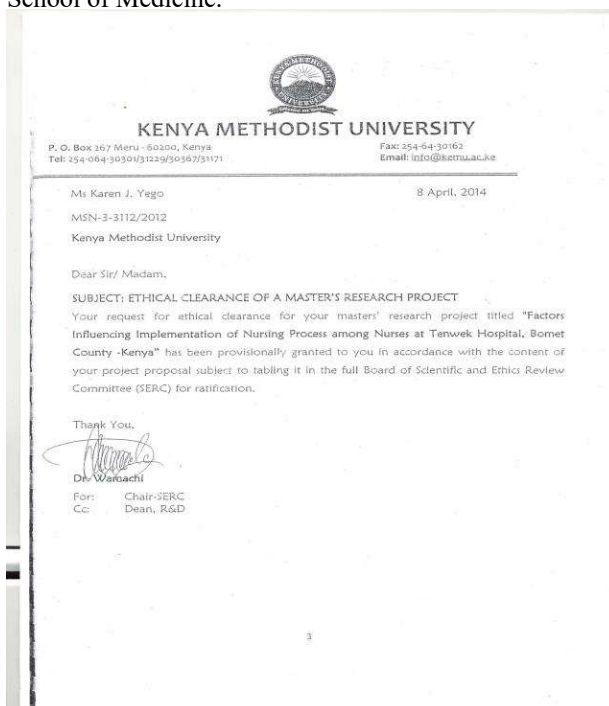 School of Medicine.
KENYA METHODIST UNIVERSITY
P. O. Box 267 Meru - 60200, Kenya
Fax: 254-64-30162
Tel: 254-064-30301/31229/30367/31171
Email: info@kemu.ac.ke
Ms Karen J. Yego
8 April, 2014
MSN-3-3112/2012
Kenya Methodist University
Dear Sir/ Madam,
SUBJECT: ETHICAL CLEARANCE OF A MASTER'S RESEARCH PROJECT
Your request for ethical clearance for your masters' research project titled "Factors
Influencing Implementation of Nursing Process among Nurses at Tenwek Hospital, Bomet
County -Kenya" has been provisionally granted to you in accordance with the content of
your project proposal subject to tabling it in the full Board of Scientific and Ethics Review
Committee (SERC) for ratification.
Thank You,
Dr. Wamachi
For: Chair-SERC
Cc: Dean, R&D
3